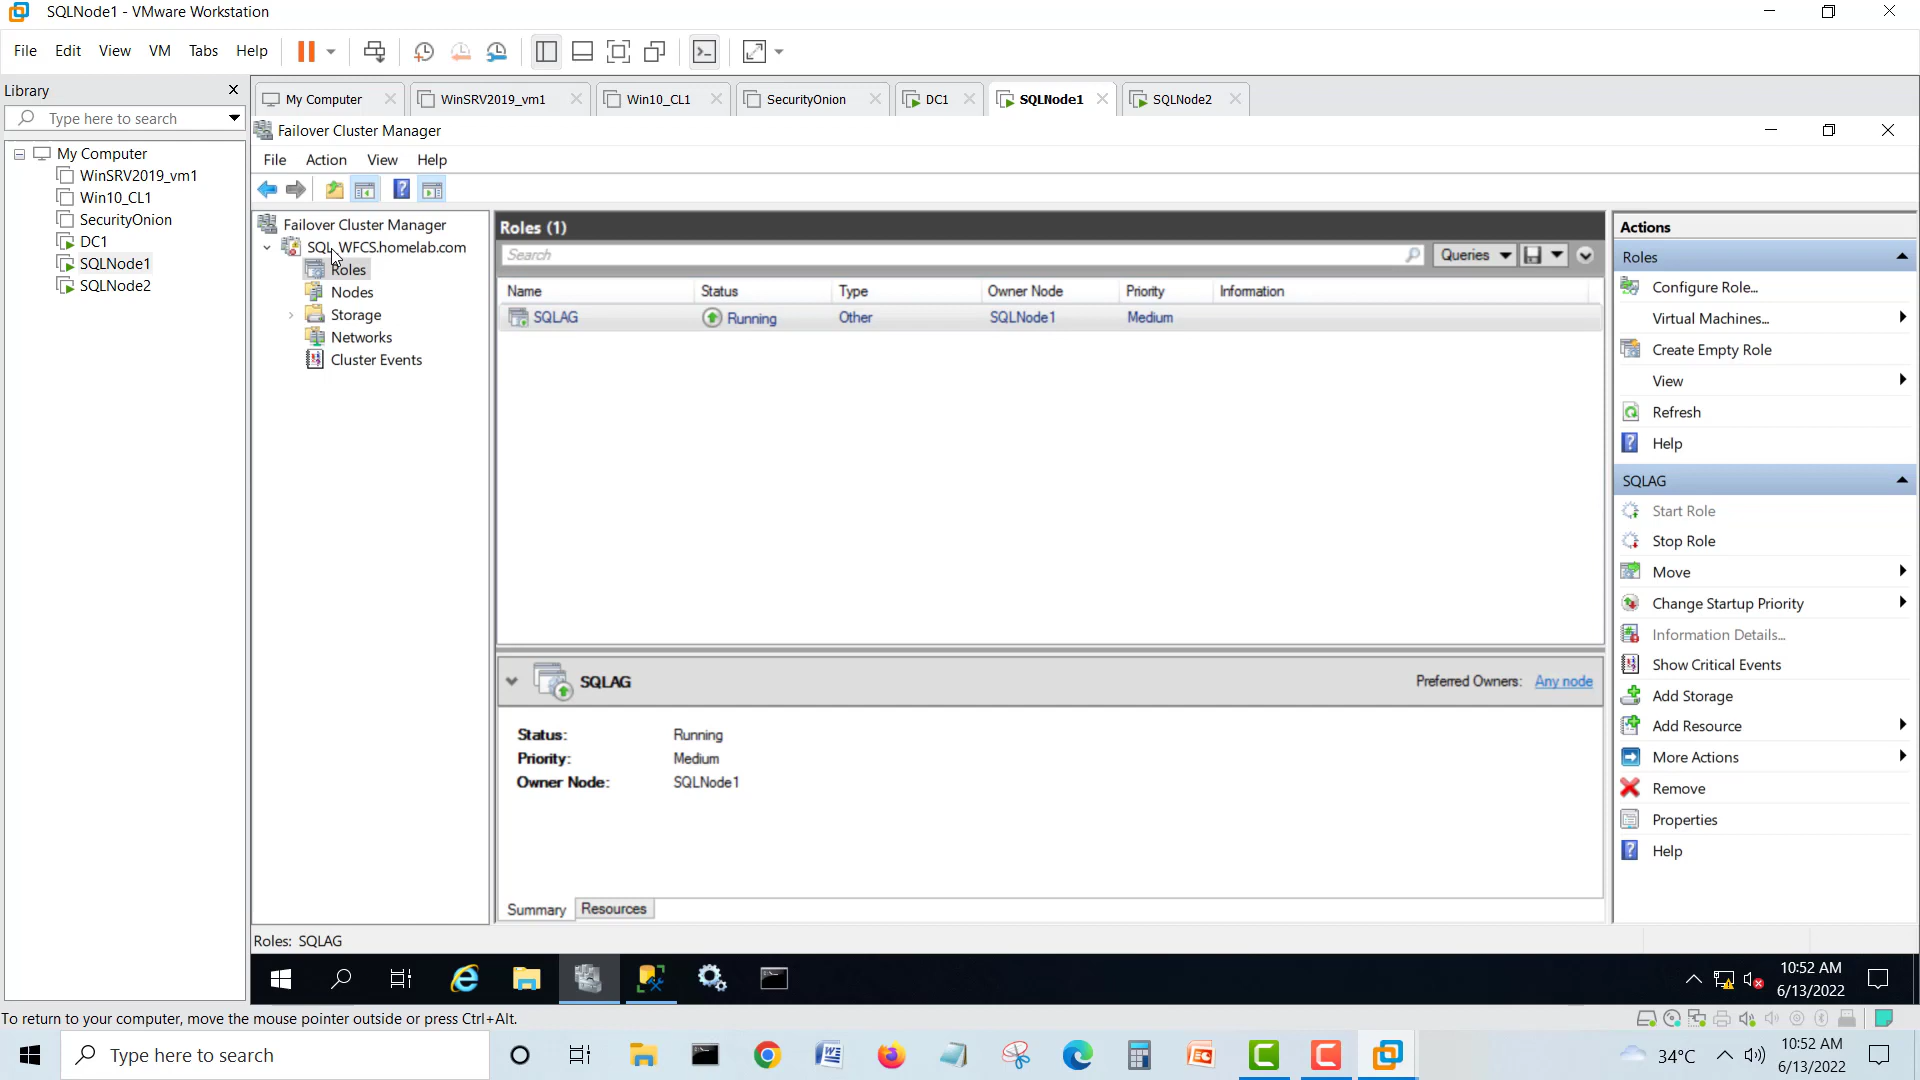 SQLNode1 - VMware Workstation
File Edit View VM Tabs Help
Library
Type here to search
My Computer
WinSRV2019_vm1
Win10_CL1
SecurityOnion
DC1
SQLNode1
SQLNode2
My Computer WinSRV2019_vm1 Win10_CL1 SecurityOnion DC1 SQLNode1 SQLNode2
Failover Cluster Manager
File Action View Help
Failover Cluster Manager
SQL_WFCS.homelab.com
Roles
Nodes
Storage
Networks
Cluster Events
Roles (1)
Search
Queries
Name Status Type Owner Node Priority Information
SQLAG Running Other SQLNode1 Medium
SQLAG
Preferred Owners: Any node
Status: Running
Priority: Medium
Owner Node: SQLNode1
Summary Resources
Actions
Roles
Configure Role...
Virtual Machines...
Create Empty Role
View
Refresh
Help
SQLAG
Start Role
Stop Role
Move
Change Startup Priority
Information Details...
Show Critical Events
Add Storage
Add Resource
More Actions
Remove
Properties
Help
Roles: SQLAG
10:52 AM
6/13/2022
To return to your computer, move the mouse pointer outside or press Ctrl+Alt.
Type here to search
34°C
10:52 AM
6/13/2022